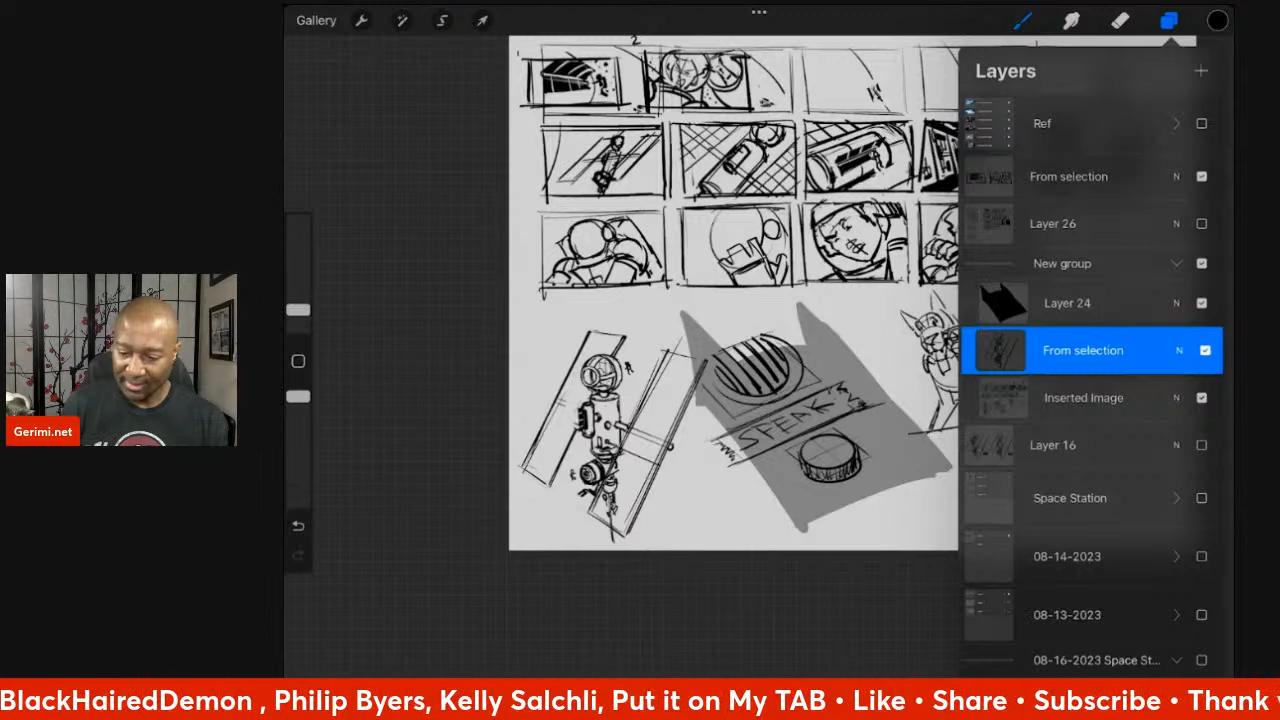 Gallery
2
Layers
Ref
From selection N
Layer 26 N
New group
Layer 24 N
From selection N
Inserted Image N
Layer 16 N
Space Station
08-14-2023
08-13-2023
08-16-2023 Space St...
SPEAK
Gerimi.net
BlackHairedDemon , Philip Byers, Kelly Salchli, Put it on My TAB • Like • Share • Subscribe • Thank